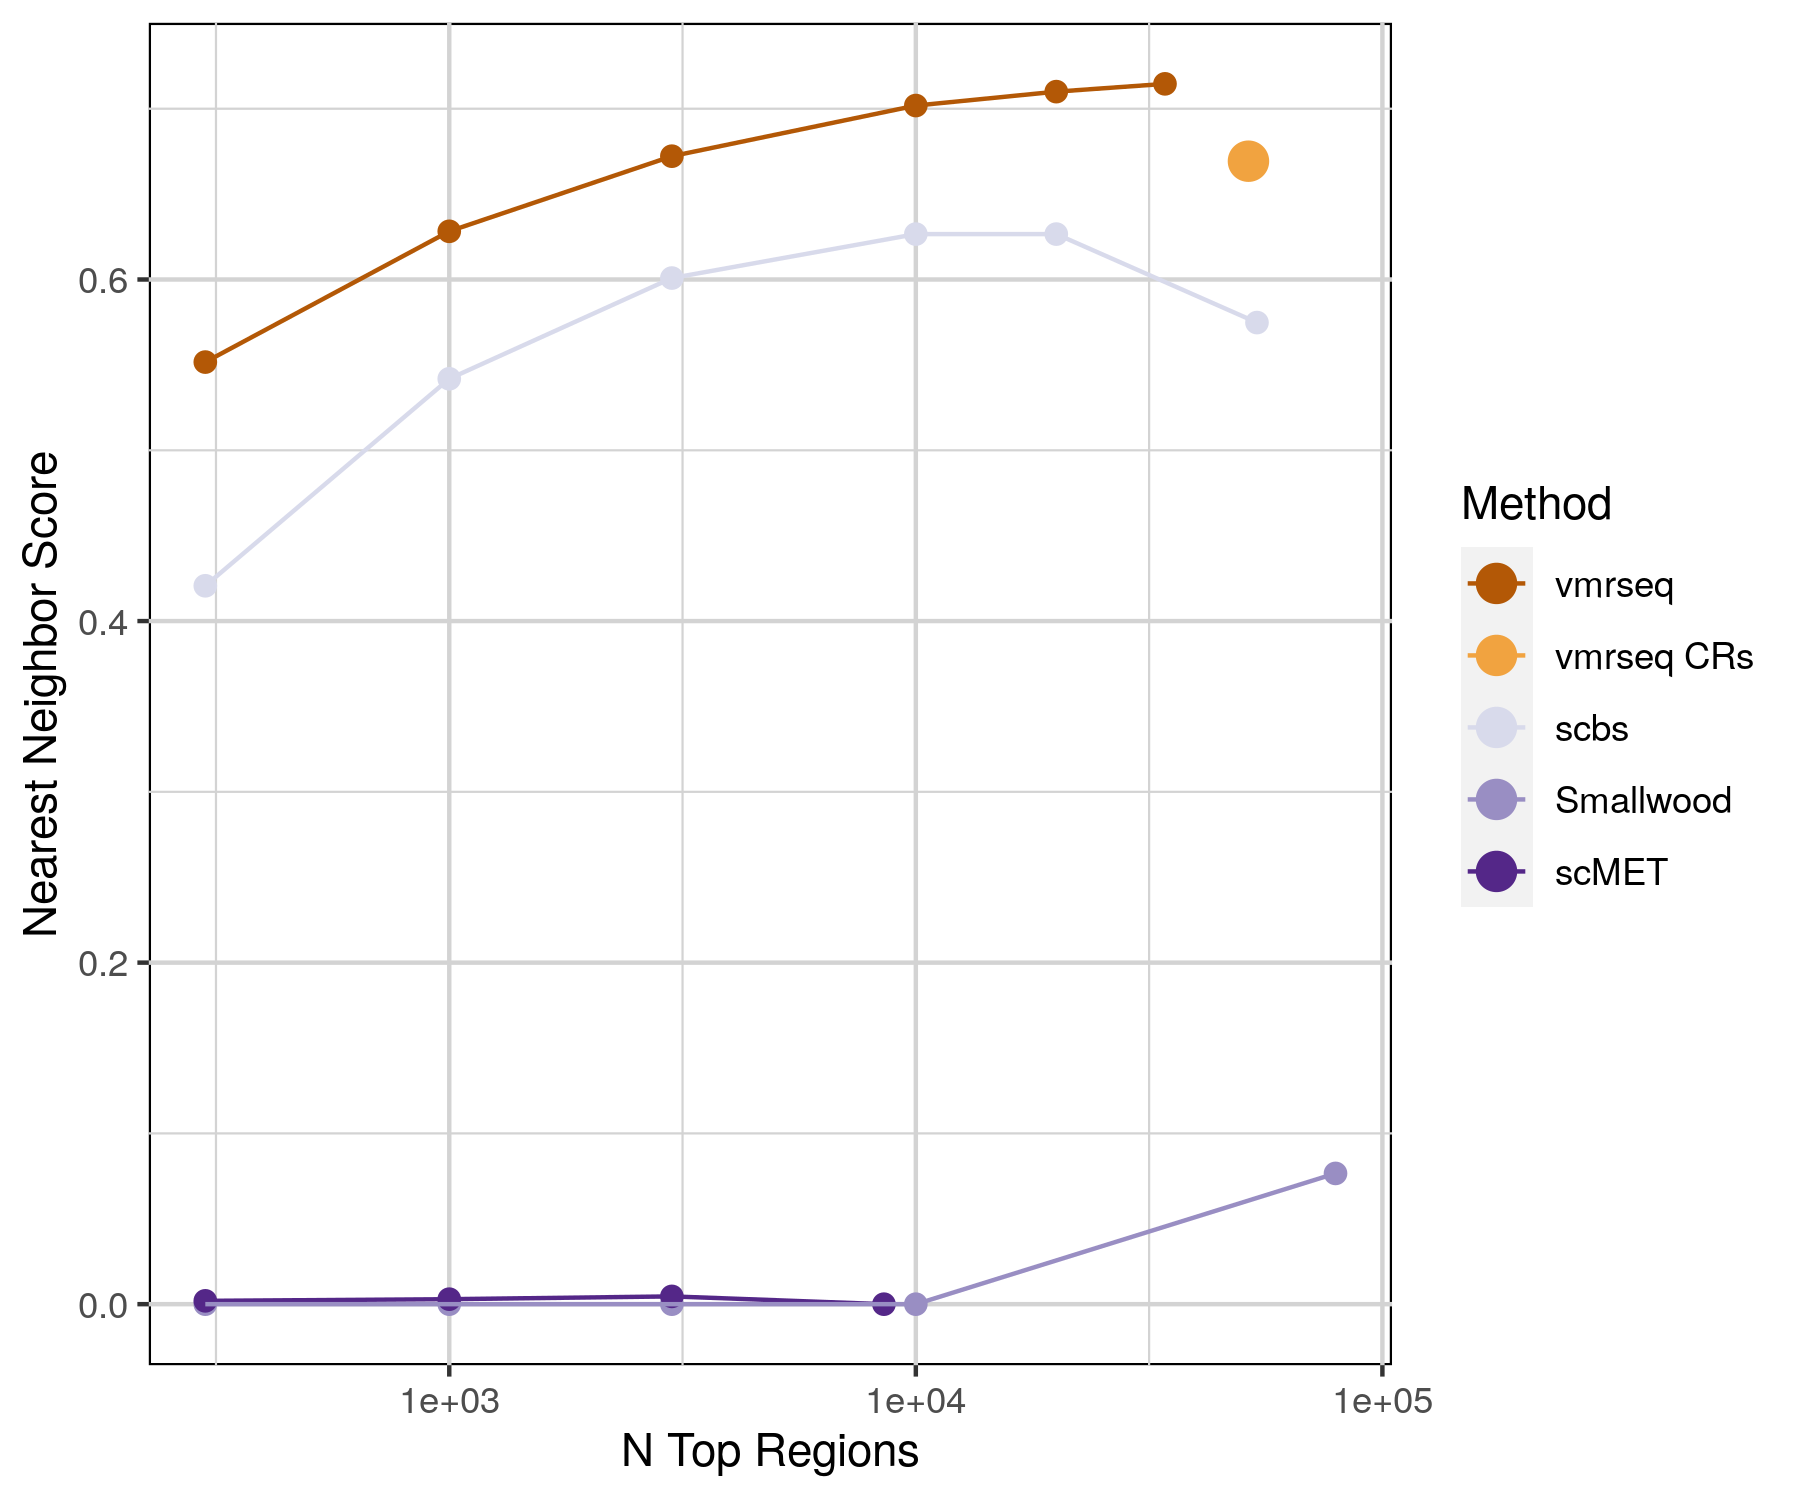 Nearest Neighbor Score
0.6
0.4
0.2
0.0
1e+03
1e+04
1e+05
N Top Regions
Method
vmrseq
vmrseq CRs
scbs
Smallwood
scMET